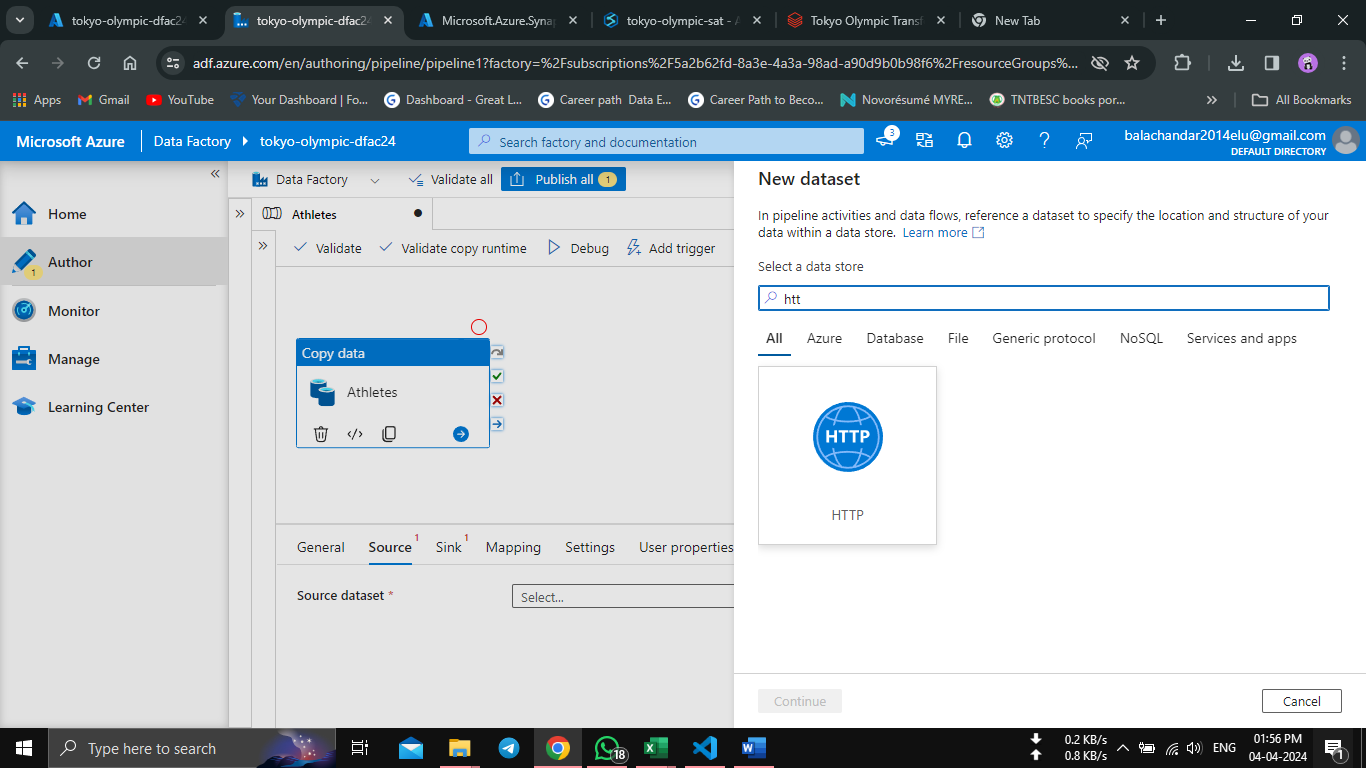 tokyo-olympic-dfac24
tokyo-olympic-dfac24
Microsoft.Azure.Syna
tokyo-olympic-sat - A
Tokyo Olympic Transf
New Tab
adf.azure.com/en/authoring/pipeline/pipeline1?factory=%2Fsubscriptions%2F5a2b62fd-8a3e-4a3a-98ad-a90d9b0b98f6%2FresourceGroups%...
Apps
Gmail
YouTube
Your Dashboard | Fo...
Dashboard - Great L...
Career path Data E...
Career Path to Beco...
Novorésumé MYRE...
TNTBESC books por...
All Bookmarks
Microsoft Azure
Data Factory
tokyo-olympic-dfac24
Search factory and documentation
3
balachandar2014elu@gmail.com
DEFAULT DIRECTORY
Home
Author
1
Monitor
Manage
Learning Center
Data Factory
Validate all
Publish all 1
Athletes
Validate
Validate copy runtime
Debug
Add trigger
Copy data
Athletes
General
Source 1
Sink 1
Mapping
Settings
User properties
Source dataset *
Select...
New dataset
In pipeline activities and data flows, reference a dataset to specify the location and structure of your
data within a data store. Learn more
Select a data store
htt
All
Azure
Database
File
Generic protocol
NoSQL
Services and apps
HTTP
HTTP
Continue
Cancel
Type here to search
18
0.2 KB/s
0.8 KB/s
ENG
01:56 PM
04-04-2024
1